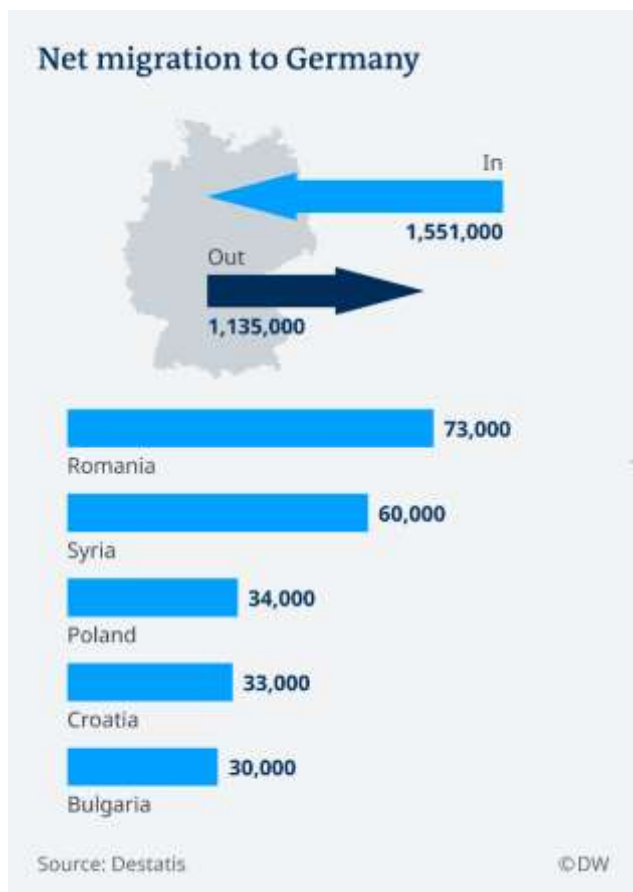 Net migration to Germany
In
1,551,000
Out
1,135,000
73,000
Romania
60,000
Syria
34,000
Poland
33,000
Croatia
30,000
Bulgaria
Source: Destatis ©DW